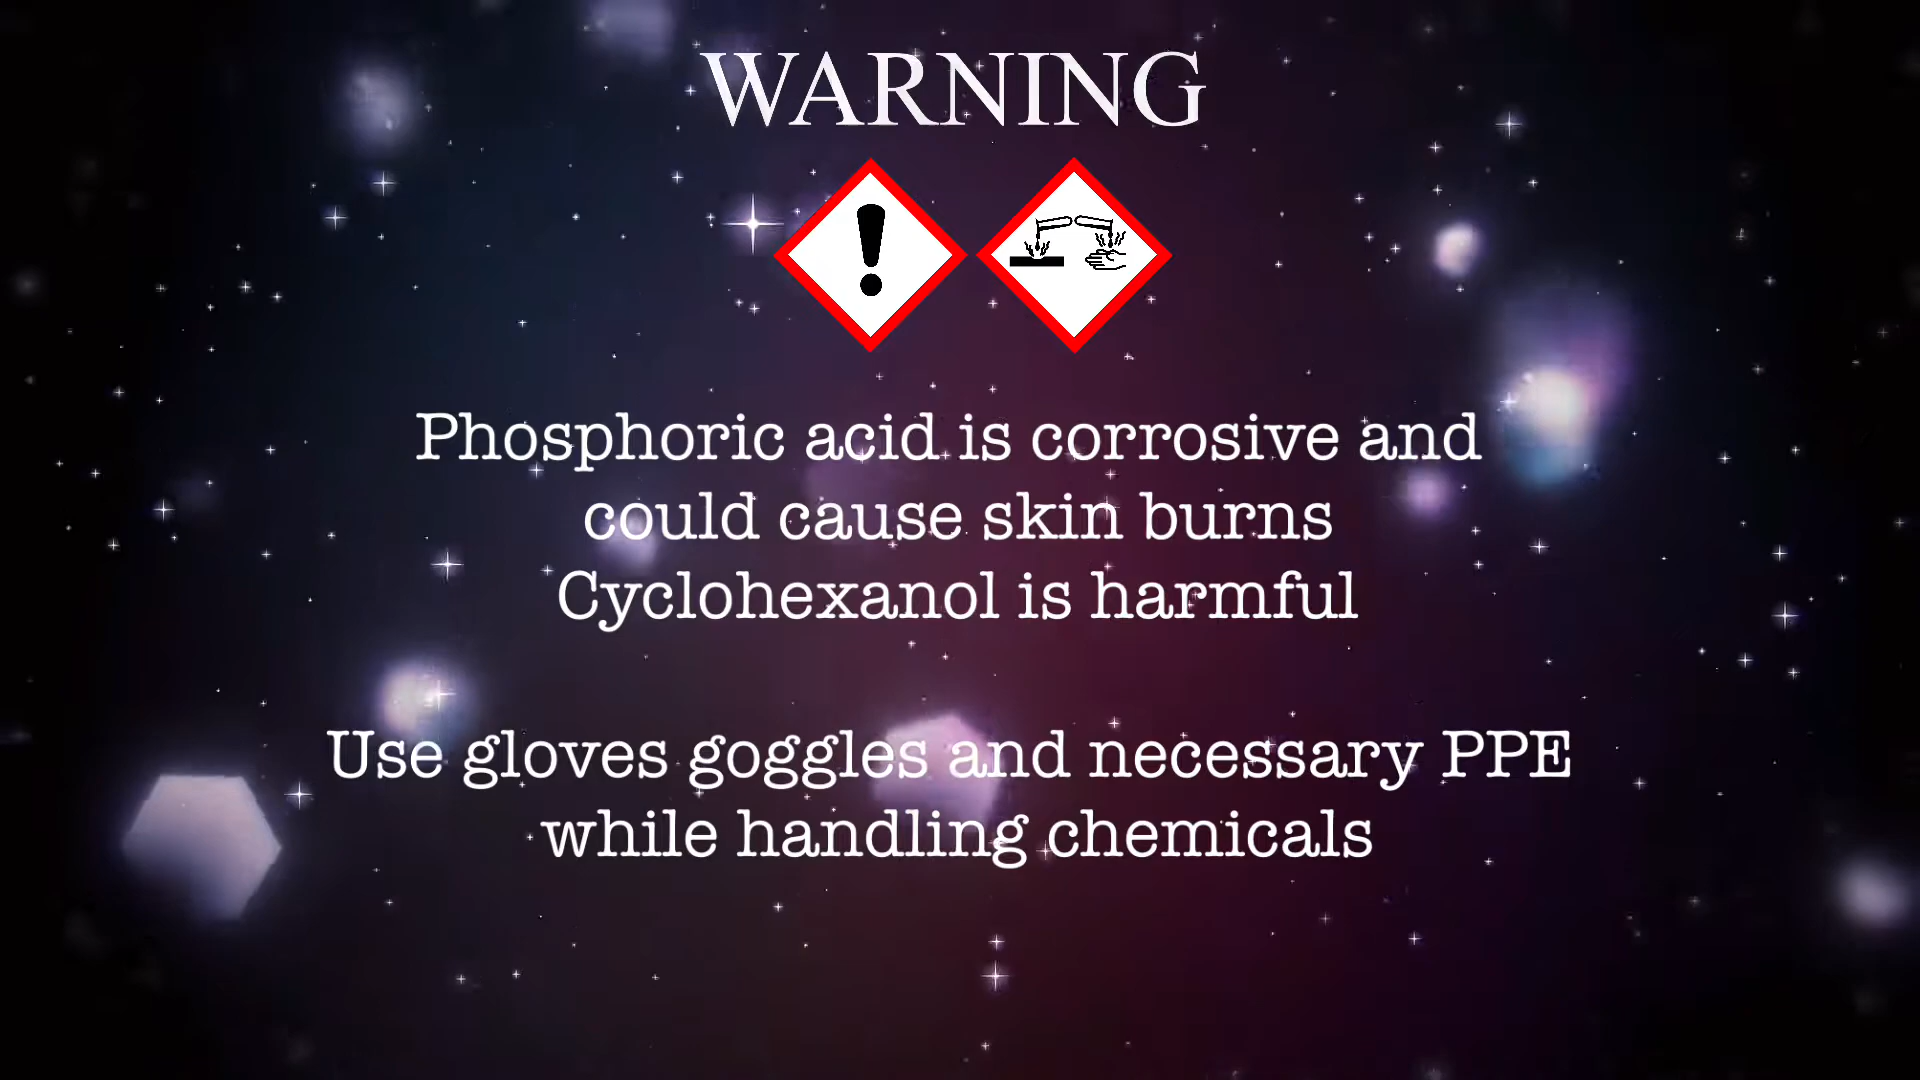 WARNING
Phosphoric acid is corrosive and
could cause skin burns
Cyclohexanol is harmful
Use gloves goggles and necessary PPE
while handling chemicals